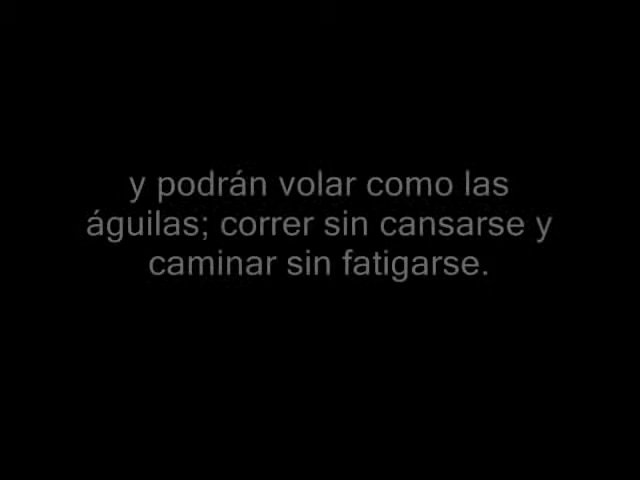 y podrán volar como las
águilas; correr sin cansarse y
caminar sin fatigarse.